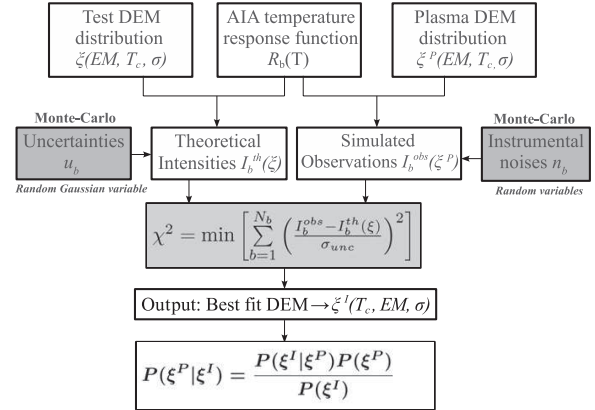 Test DEM
distribution
ξ(EM, T_c, σ)
AIA temperature
response function
R_b(T)
Plasma DEM
distribution
ξ^P(EM, T_c, σ)
Monte-Carlo
Uncertainties
u_b
Random Gaussian variable
Theoretical
Intensities I_b^th(ξ)
Simulated
Observations I_b^obs(ξ^P)
Monte-Carlo
Instrumental
noises n_b
Random variables
χ² = min [ ∑_{b=1}^{N_b} ( (I_b^{obs} − I_b^{th}(ξ)) / σ_{unc} )² ]
Output: Best fit DEM→ξ^I(T_c, EM, σ)
P(ξ^P|ξ^I) = P(ξ^I|ξ^P)P(ξ^P) / P(ξ^I)